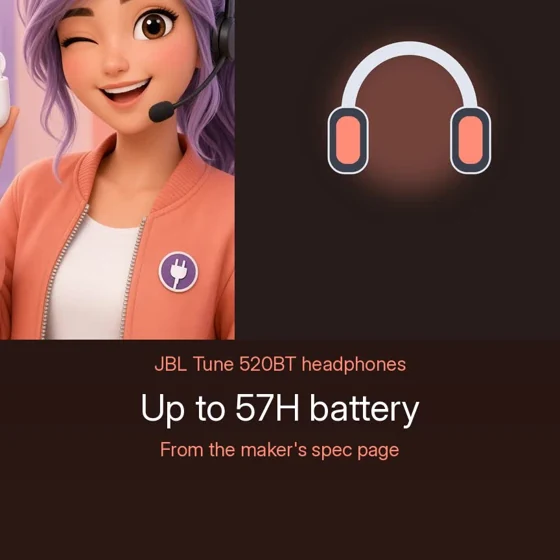 JBL Tune 520BT headphones
Up to 57H battery
From the maker's spec page